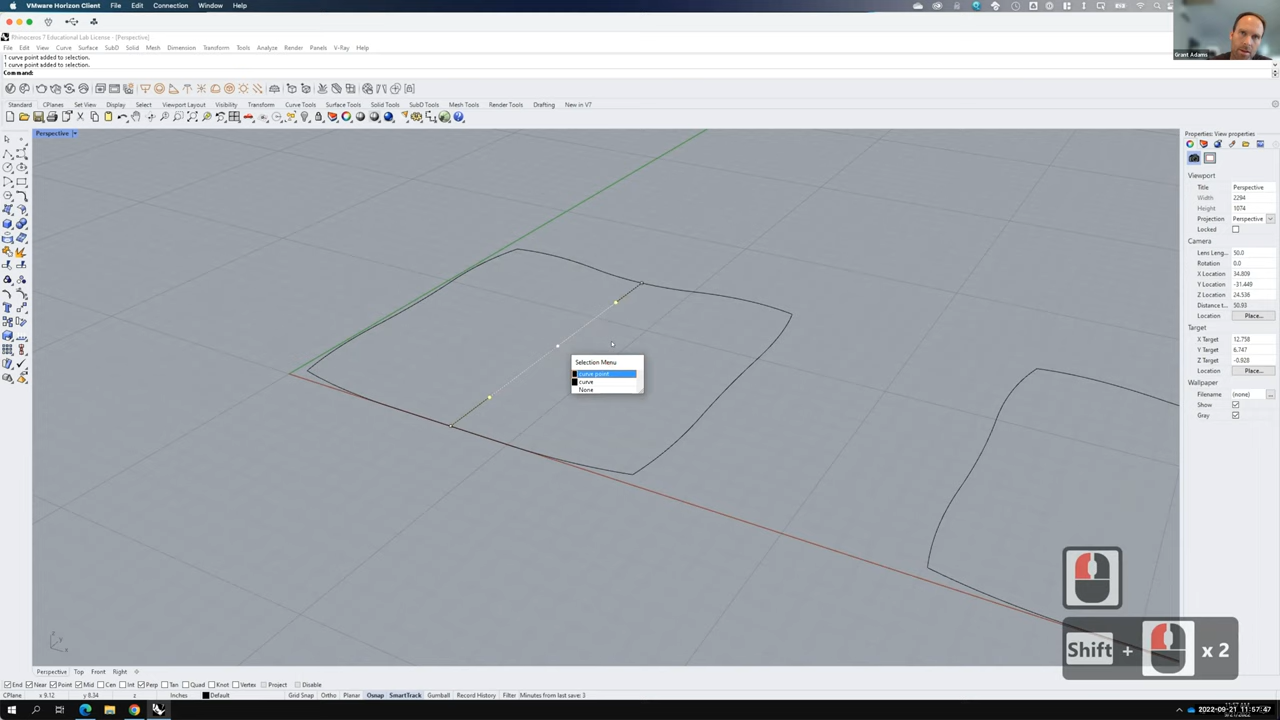 VMware Horizon Client File Edit Connection Window Help
Rhinoceros 7 Educational Lab License - [Perspective]
File Edit View Curve Surface SubD Solid Mesh Dimension Transform Tools Analyze Render Panels V-Ray Help
1 curve point added to selection.
1 curve point added to selection.
Command:
Standard CPlanes Set View Display Select Viewport Layout Visibility Transform Curve Tools Surface Tools Solid Tools SubD Tools Mesh Tools Render Tools Drafting New in V7
Perspective
Grant Adams
Properties: View properties
Viewport
Title Perspective
Width 2294
Height 1074
Projection Perspective
Locked
Camera
Lens Leng... 50.0
Rotation 0.0
X Location 34.809
Y Location -31.449
Z Location 24.536
Distance t... 50.93
Location Place...
Target
X Target 12.758
Y Target 6.747
Z Target -0.928
Location Place...
Wallpaper
Filename (none) ...
Show
Gray
Selection Menu
curve point
curve
None
Shift + x 2
Perspective Top Front Right
End Near Point Mid Cen Int Perp Tan Quad Knot Vertex Project Disable
CPlane x 9.12 y 8.34 z Inches Default Grid Snap Ortho Planar Osnap SmartTrack Gumball Record History Filter Minutes from last save: 3
2022-09-21 11:57:47